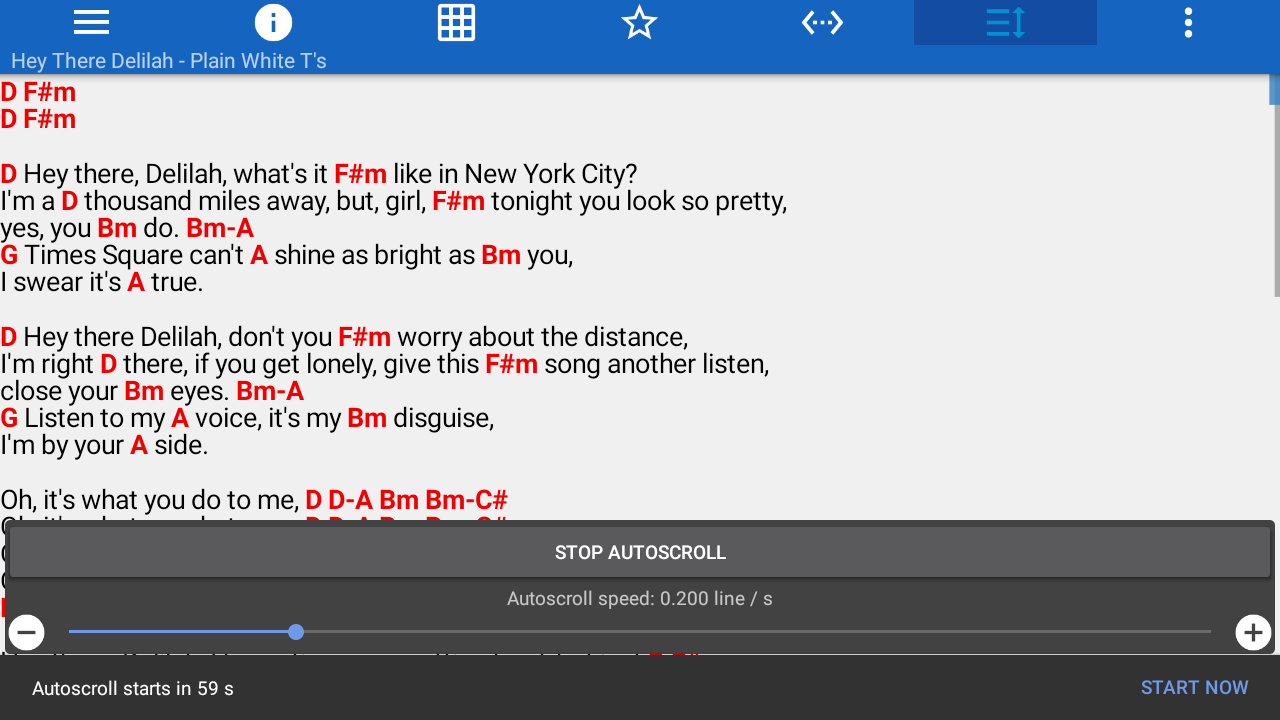 Hey There Delilah - Plain White T's
D F#m
D F#m
D Hey there, Delilah, what's it F#m like in New York City?
I'm a D thousand miles away, but, girl, F#m tonight you look so pretty,
yes, you Bm do. Bm-A
G Times Square can't A shine as bright as Bm you,
I swear it's A true.
D Hey there Delilah, don't you F#m worry about the distance,
I'm right D there, if you get lonely, give this F#m song another listen,
close your Bm eyes. Bm-A
G Listen to my A voice, it's my Bm disguise,
I'm by your A side.
Oh, it's what you do to me, D D-A Bm Bm-C#
STOP AUTOSCROLL
Autoscroll speed: 0.200 line / s
Autoscroll starts in 59 s
START NOW